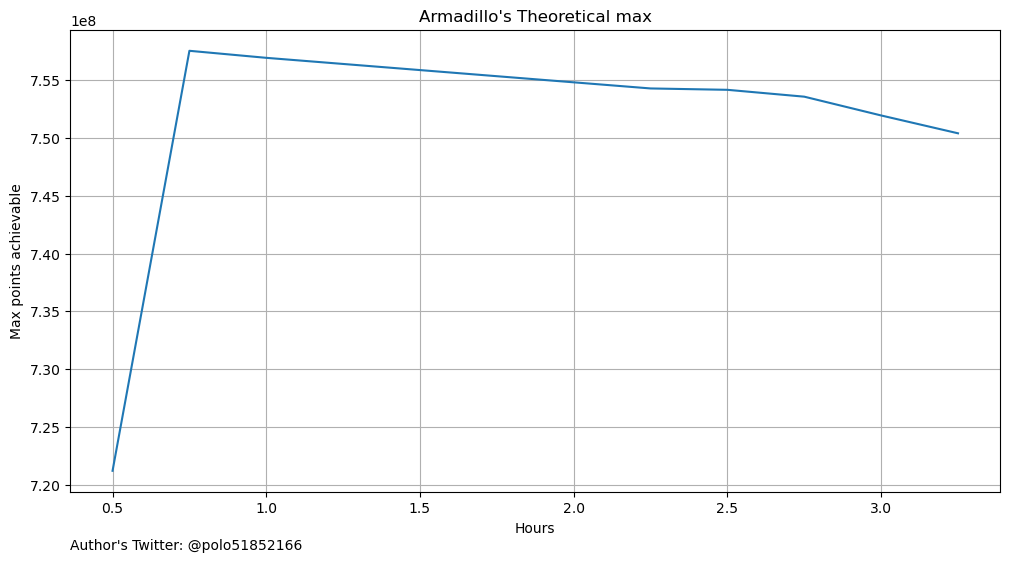 Armadillo's Theoretical max
1e8
7.55
7.50
7.45
7.40
7.35
7.30
7.25
7.20
Max points achievable
0.5 1.0 1.5 2.0 2.5 3.0
Hours
Author's Twitter: @polo51852166